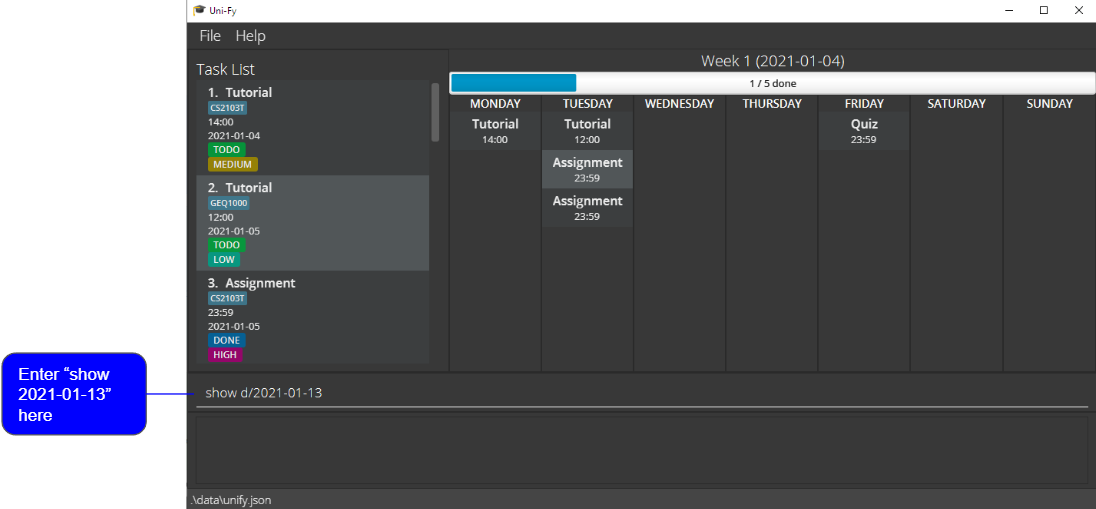 Uni-Fy
File Help
Task List
1. Tutorial
CS2103T
14:00
2021-01-04
TODO
MEDIUM
2. Tutorial
GEQ1000
12:00
2021-01-05
TODO
LOW
3. Assignment
CS2103T
23:59
2021-01-05
DONE
HIGH
Week 1 (2021-01-04)
1 / 5 done
MONDAY TUESDAY WEDNESDAY THURSDAY FRIDAY SATURDAY SUNDAY
Tutorial Tutorial Quiz
14:00 12:00 23:59
Assignment
23:59
Assignment
23:59
Enter “show
2021-01-13”
here
show d/2021-01-13
.\data\unify.json